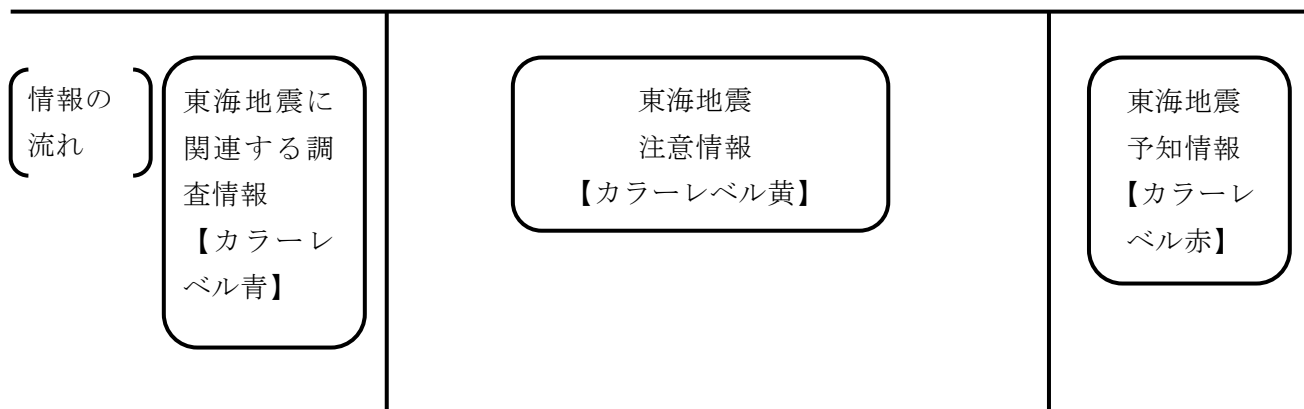 情報の
流れ
東海地震に
関連する調
査情報
【カラーレ
ベル青】
東海地震
注意情報
【カラーレベル黄】
東海地震
予知情報
【カラーレ
ベル赤】